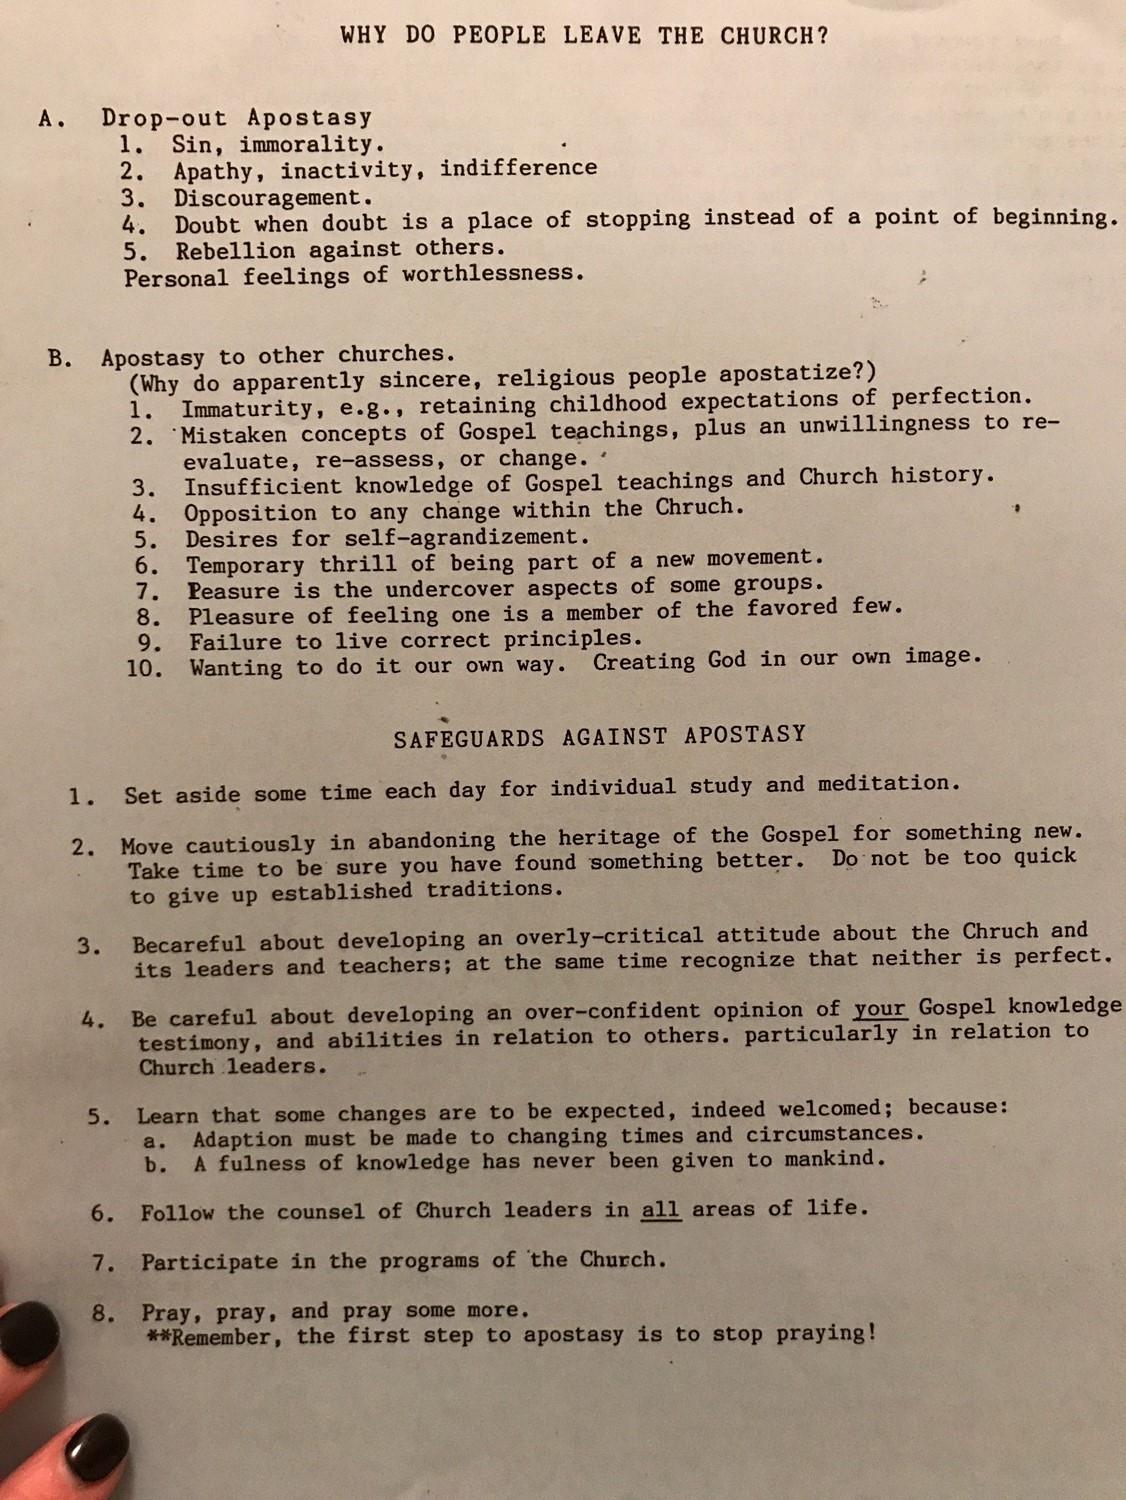 WHY DO PEOPLE LEAVE THE CHURCH?
A. Drop-out Apostasy
1. Sin, immorality.
2. Apathy, inactivity, indifference
3. Discouragement.
4. Doubt when doubt is a place of stopping instead of a point of beginning.
5. Rebellion against others.
Personal feelings of worthlessness.
B. Apostasy to other churches.
(Why do apparently sincere, religious people apostatize?)
1. Immaturity, e.g., retaining childhood expectations of perfection.
2. Mistaken concepts of Gospel teachings, plus an unwillingness to re-
evaluate, re-assess, or change.
3. Insufficient knowledge of Gospel teachings and Church history.
4. Opposition to any change within the Chruch.
5. Desires for self-agrandizement.
6. Temporary thrill of being part of a new movement.
7. Peasure is the undercover aspects of some groups.
8. Pleasure of feeling one is a member of the favored few.
9. Failure to live correct principles.
10. Wanting to do it our own way. Creating God in our own image.
SAFEGUARDS AGAINST APOSTASY
1. Set aside some time each day for individual study and meditation.
2. Move cautiously in abandoning the heritage of the Gospel for something new.
Take time to be sure you have found something better. Do not be too quick
to give up established traditions.
3. Becareful about developing an overly-critical attitude about the Chruch and
its leaders and teachers; at the same time recognize that neither is perfect.
4. Be careful about developing an over-confident opinion of your Gospel knowledge
testimony, and abilities in relation to others. particularly in relation to
Church leaders.
5. Learn that some changes are to be expected, indeed welcomed; because:
a. Adaption must be made to changing times and circumstances.
b. A fulness of knowledge has never been given to mankind.
6. Follow the counsel of Church leaders in all areas of life.
7. Participate in the programs of the Church.
8. Pray, pray, and pray some more.
**Remember, the first step to apostasy is to stop praying!